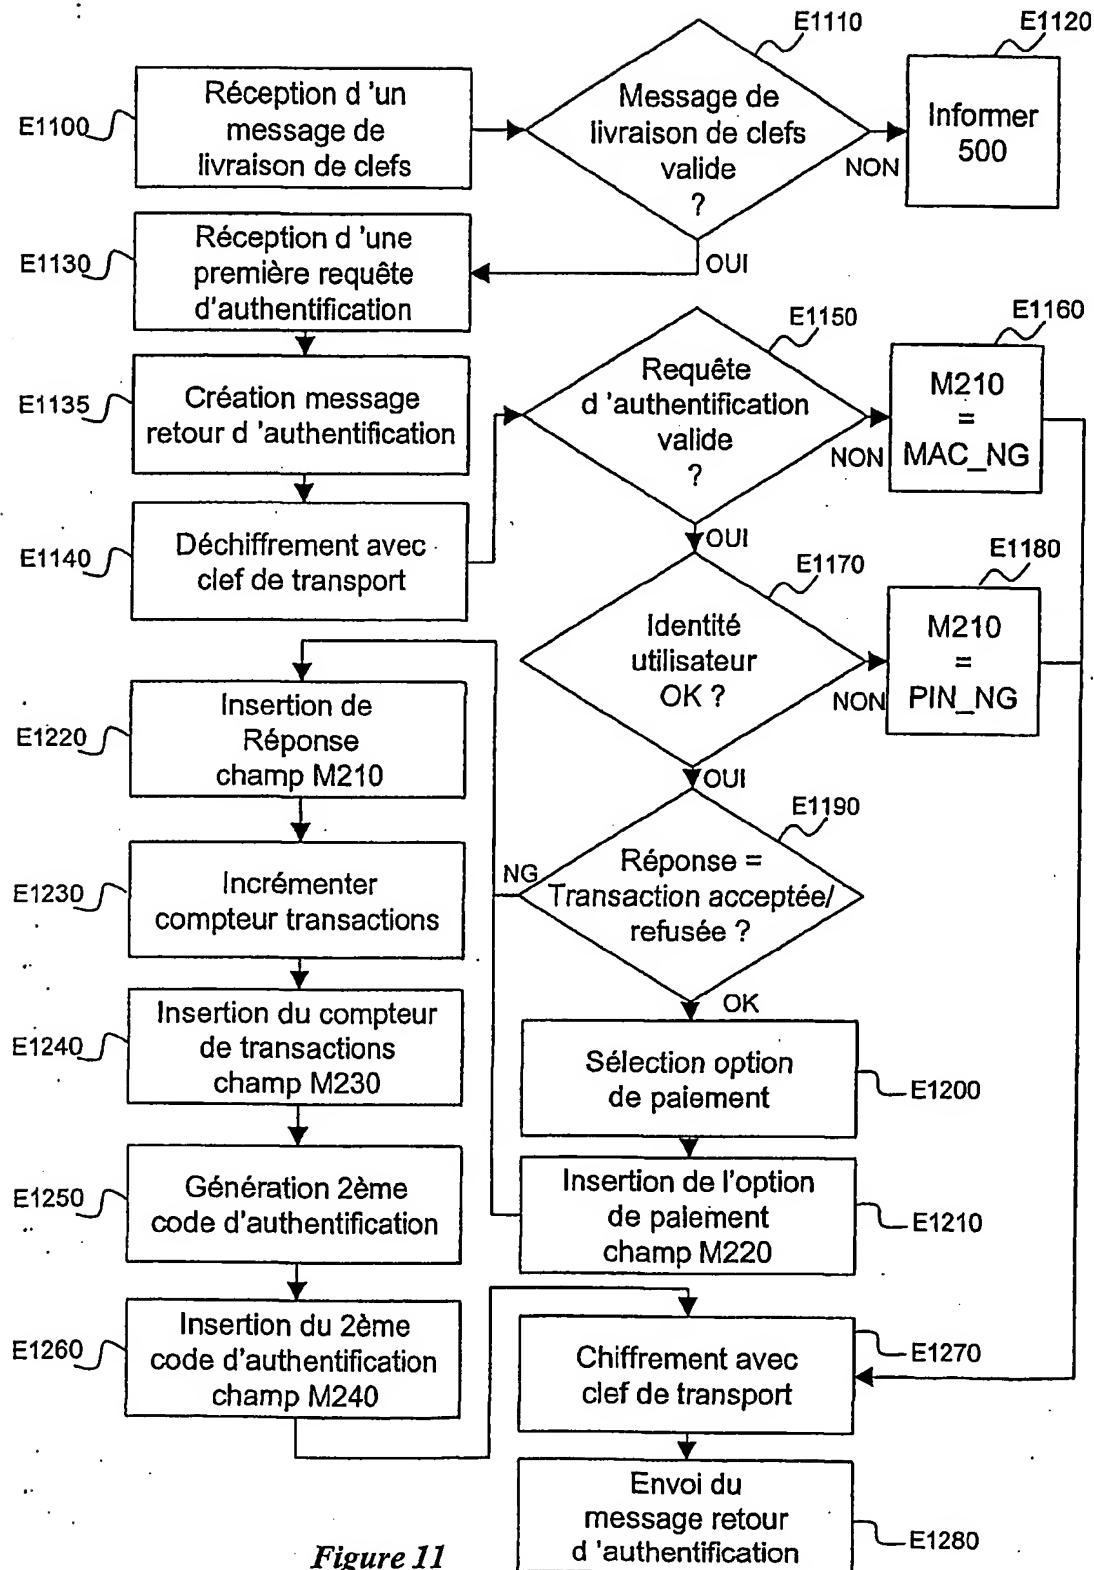 E1110
E1120
E1100
Réception d 'un
message de
livraison de clefs
Message de
livraison de clefs
valide
?
NON
Informer
500
OUI
E1130
Réception d 'une
première requête
d'authentification
E1135
Création message
retour d 'authentification
E1140
Déchiffrement avec
clef de transport
E1150
Requête
d 'authentification
valide
?
NON
E1160
M210
=
MAC_NG
OUI
E1170
Identité
utilisateur
OK ?
NON
E1180
M210
=
PIN_NG
OUI
E1190
Réponse =
Transaction acceptée/
refusée ?
NG
OK
E1200
Sélection option
de paiement
E1210
Insertion de l'option
de paiement
champ M220
E1220
Insertion de
Réponse
champ M210
E1230
Incrémenter
compteur transactions
E1240
Insertion du compteur
de transactions
champ M230
E1250
Génération 2ème
code d'authentification
E1260
Insertion du 2ème
code d'authentification
champ M240
E1270
Chiffrement avec
clef de transport
E1280
Envoi du
message retour
d 'authentification
Figure 11